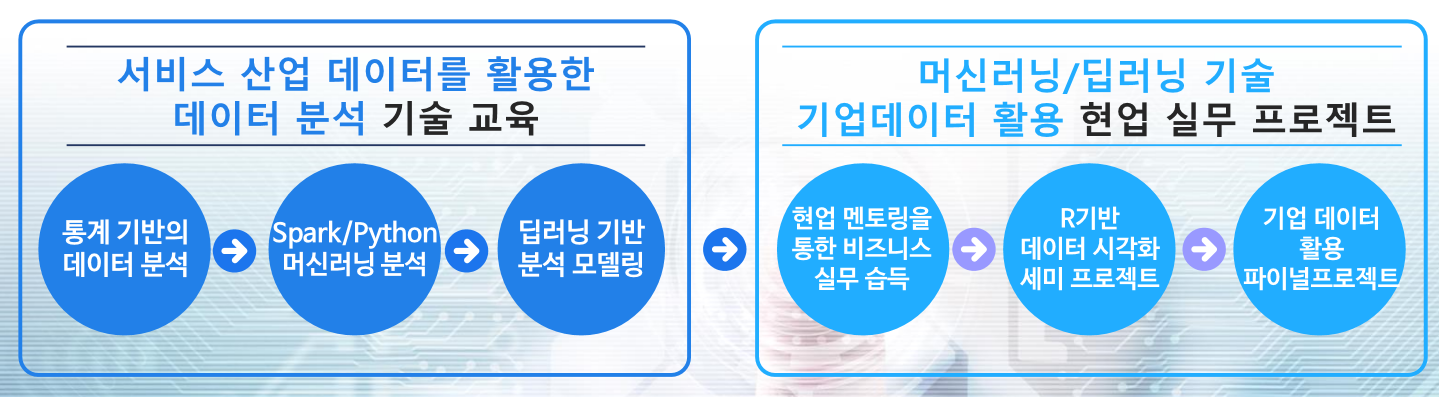 서비스 산업 데이터를 활용한
데이터 분석 기술 교육
통계 기반의
데이터 분석
Spark/Python
머신러닝 분석
딥러닝 기반
분석 모델링
머신러닝/딥러닝 기술
기업데이터 활용 현업 실무 프로젝트
현업 멘토링을
통한 비즈니스
실무 습득
R기반
데이터 시각화
세미 프로젝트
기업 데이터
활용
파이널프로젝트